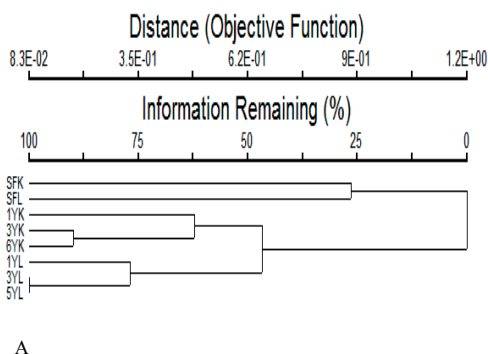 Distance (Objective Function)
8.3E-02 3.5E-01 6.2E-01 9E-01 1.2E+00
Information Remaining (%)
100 75 50 25 0
SFK
SFL
1YK
3YK
6YK
1YL
3YL
5YL
A